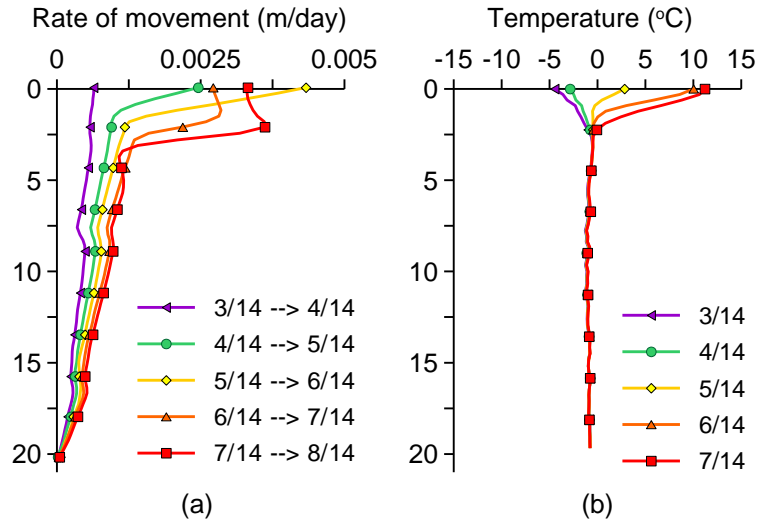 Rate of movement (m/day)
0 0.0025 0.005
0
5
10
15
20
3/14 --> 4/14
4/14 --> 5/14
5/14 --> 6/14
6/14 --> 7/14
7/14 --> 8/14
(a)
Temperature (°C)
-15 -10 -5 0 5 10 15
0
5
10
15
20
3/14
4/14
5/14
6/14
7/14
(b)